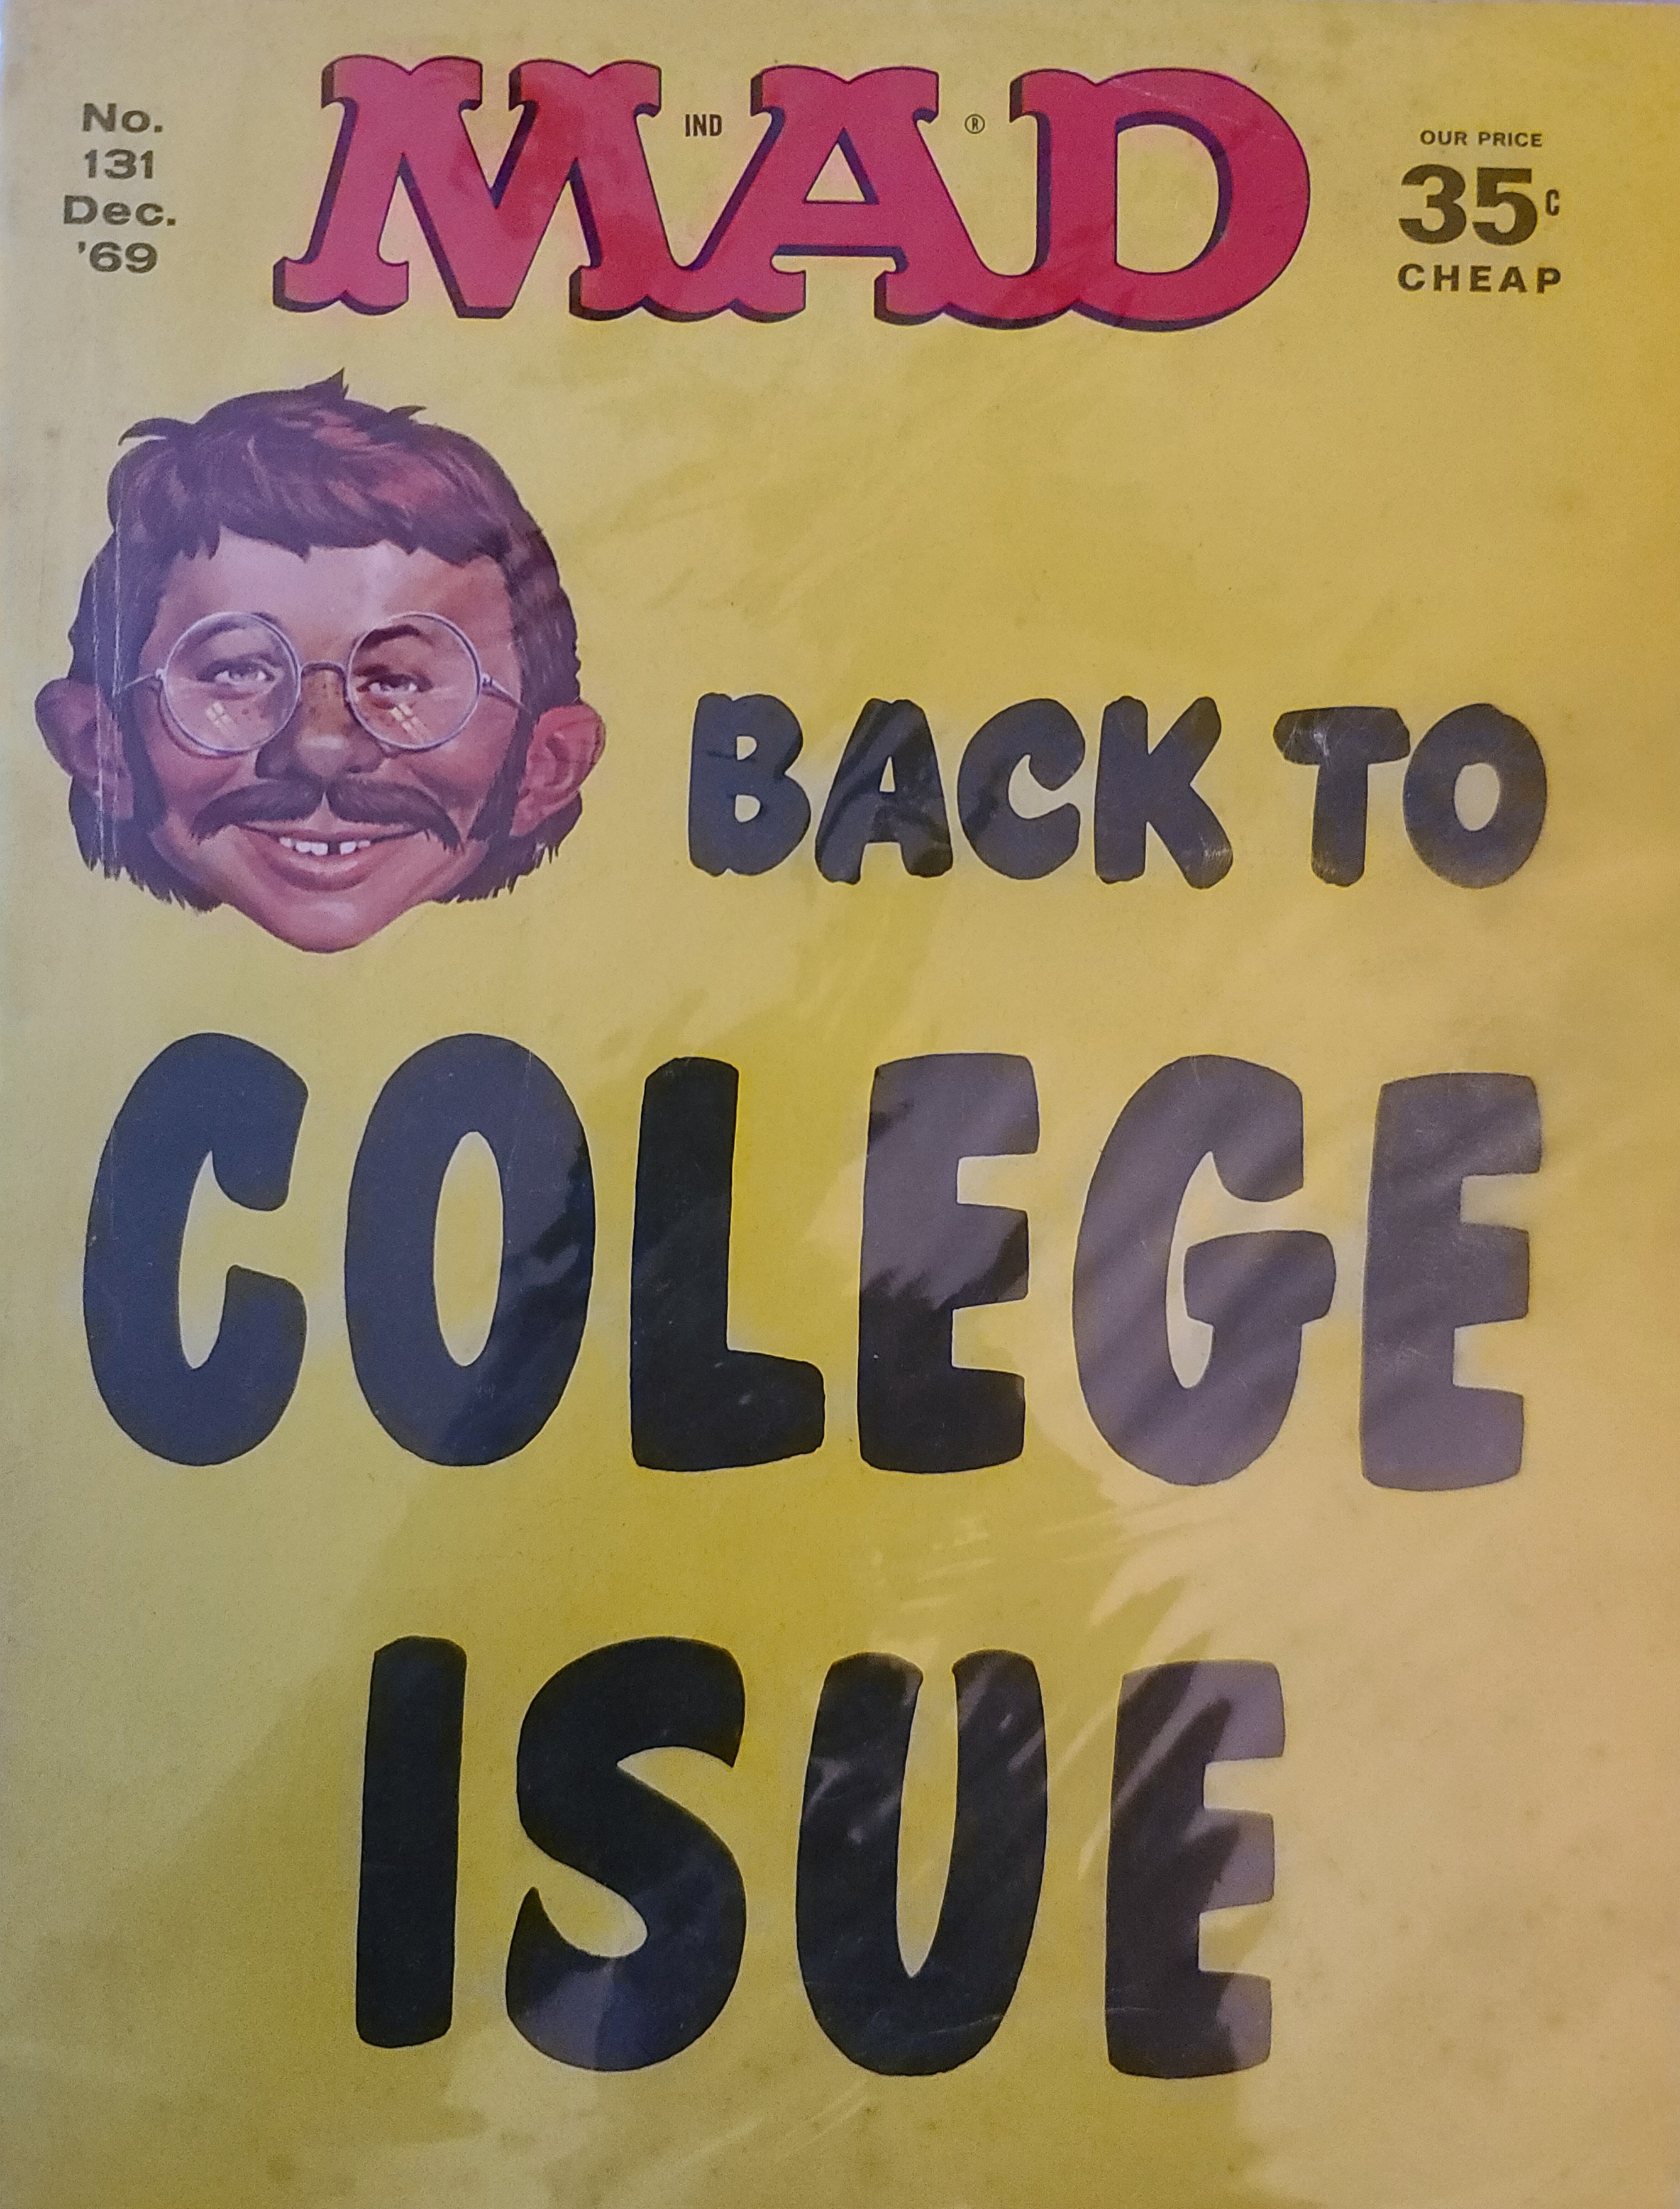 No.
131
Dec.
'69
MAD
IND
®
OUR PRICE
35¢
CHEAP
BACK TO
COLEGE
ISUE